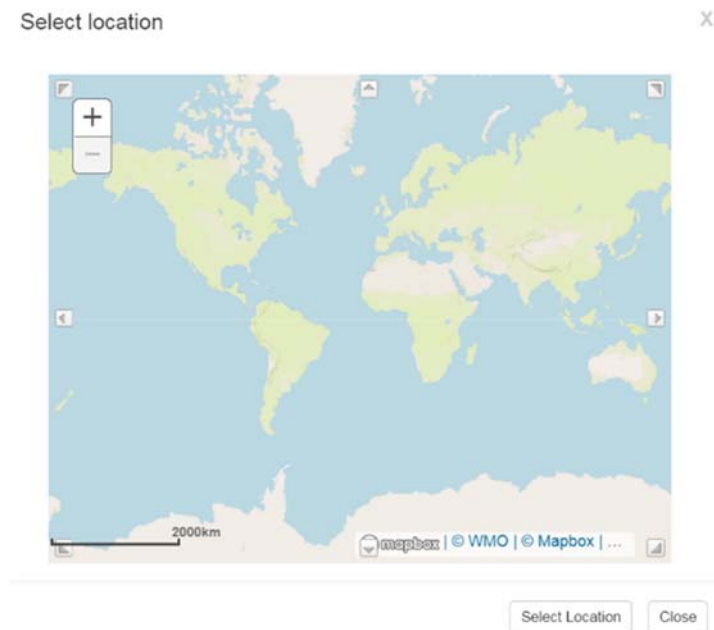 Select location
X
+
−
2000km
mapbox | © WMO | © Mapbox | ...
Select Location
Close